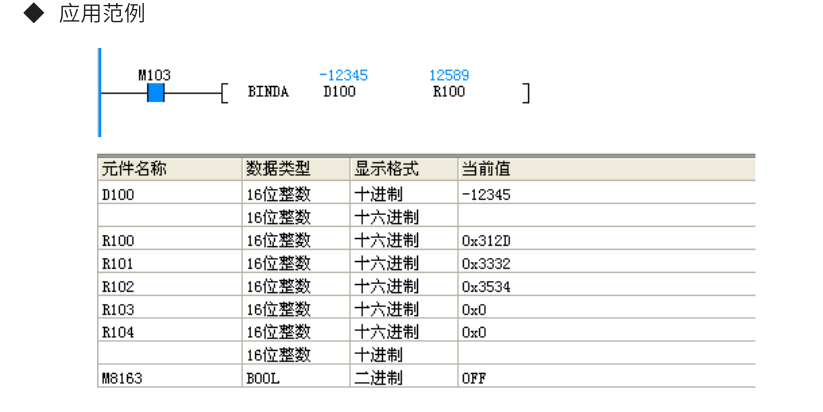 ◆ 应用范例
M103 -12345 12589
BINDA D100 R100
元件名称 数据类型 显示格式 当前值
D100 16位整数 十进制 -12345
16位整数 十六进制
R100 16位整数 十六进制 0x312D
R101 16位整数 十六进制 0x3332
R102 16位整数 十六进制 0x3534
R103 16位整数 十六进制 0x0
R104 16位整数 十六进制 0x0
16位整数 十进制
M8163 BOOL 二进制 OFF